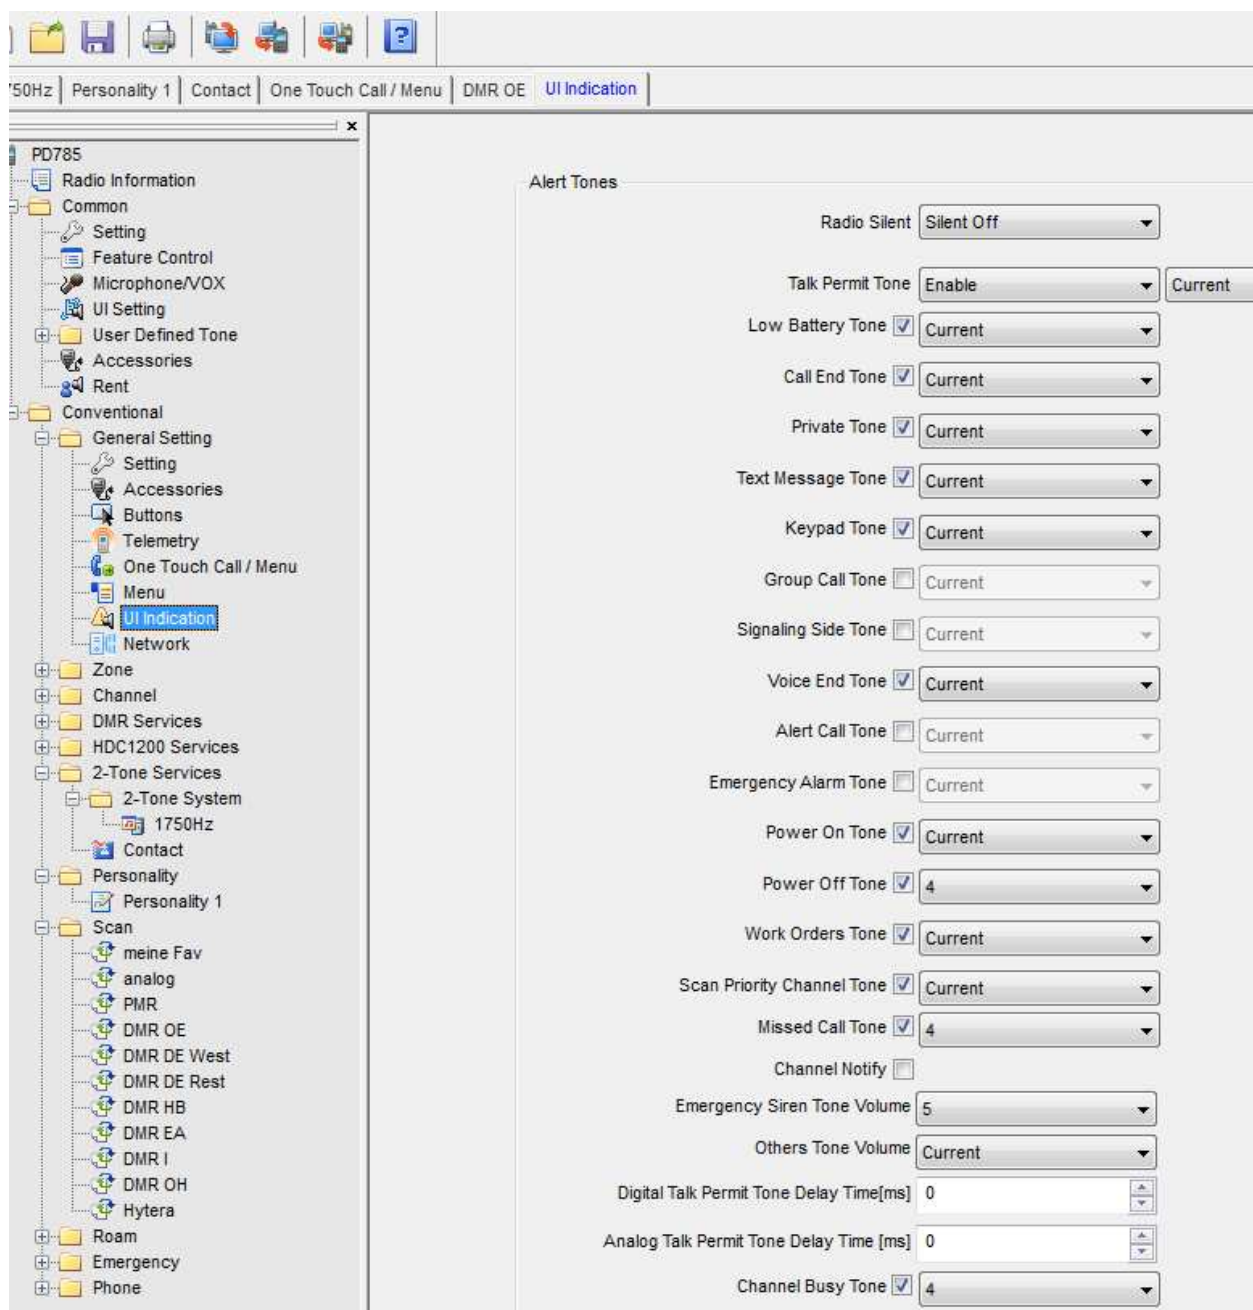 50Hz Personality 1 Contact One Touch Call / Menu DMR OE UI Indication
x
PD785
Radio Information
Common
Setting
Feature Control
Microphone/VOX
UI Setting
User Defined Tone
Accessories
Rent
Conventional
General Setting
Setting
Accessories
Buttons
Telemetry
One Touch Call / Menu
Menu
UI Indication
Network
Zone
Channel
DMR Services
HDC1200 Services
2-Tone Services
2-Tone System
1750Hz
Contact
Personality
Personality 1
Scan
meine Fav
analog
PMR
DMR OE
DMR DE West
DMR DE Rest
DMR HB
DMR EA
DMR I
DMR OH
Hytera
Roam
Emergency
Phone
Alert Tones
Radio Silent Silent Off
Talk Permit Tone Enable Current
Low Battery Tone Current
Call End Tone Current
Private Tone Current
Text Message Tone Current
Keypad Tone Current
Group Call Tone Current
Signaling Side Tone Current
Voice End Tone Current
Alert Call Tone Current
Emergency Alarm Tone Current
Power On Tone Current
Power Off Tone 4
Work Orders Tone Current
Scan Priority Channel Tone Current
Missed Call Tone 4
Channel Notify
Emergency Siren Tone Volume 5
Others Tone Volume Current
Digital Talk Permit Tone Delay Time[ms] 0
Analog Talk Permit Tone Delay Time [ms] 0
Channel Busy Tone 4